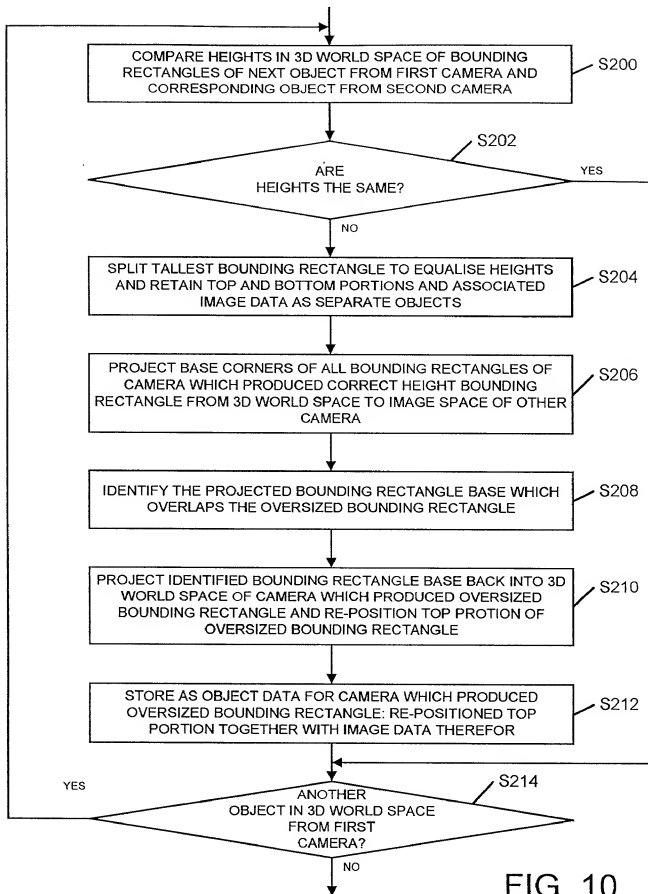 COMPARE HEIGHTS IN 3D WORLD SPACE OF BOUNDING
RECTANGLES OF NEXT OBJECT FROM FIRST CAMERA AND
CORRESPONDING OBJECT FROM SECOND CAMERA
S200
S202
ARE
HEIGHTS THE SAME?
YES
NO
SPLIT TALLEST BOUNDING RECTANGLE TO EQUALISE HEIGHTS
AND RETAIN TOP AND BOTTOM PORTIONS AND ASSOCIATED
IMAGE DATA AS SEPARATE OBJECTS
S204
PROJECT BASE CORNERS OF ALL BOUNDING RECTANGLES OF
CAMERA WHICH PRODUCED CORRECT HEIGHT BOUNDING
RECTANGLE FROM 3D WORLD SPACE TO IMAGE SPACE OF OTHER
CAMERA
S206
IDENTIFY THE PROJECTED BOUNDING RECTANGLE BASE WHICH
OVERLAPS THE OVERSIZED BOUNDING RECTANGLE
S208
PROJECT IDENTIFIED BOUNDING RECTANGLE BASE BACK INTO 3D
WORLD SPACE OF CAMERA WHICH PRODUCED OVERSIZED
BOUNDING RECTANGLE AND RE-POSITION TOP PROTION OF
OVERSIZED BOUNDING RECTANGLE
S210
STORE AS OBJECT DATA FOR CAMERA WHICH PRODUCED
OVERSIZED BOUNDING RECTANGLE: RE-POSITIONED TOP
PORTION TOGETHER WITH IMAGE DATA THEREFOR
S212
YES
S214
ANOTHER
OBJECT IN 3D WORLD SPACE
FROM FIRST
CAMERA?
NO
FIG. 10